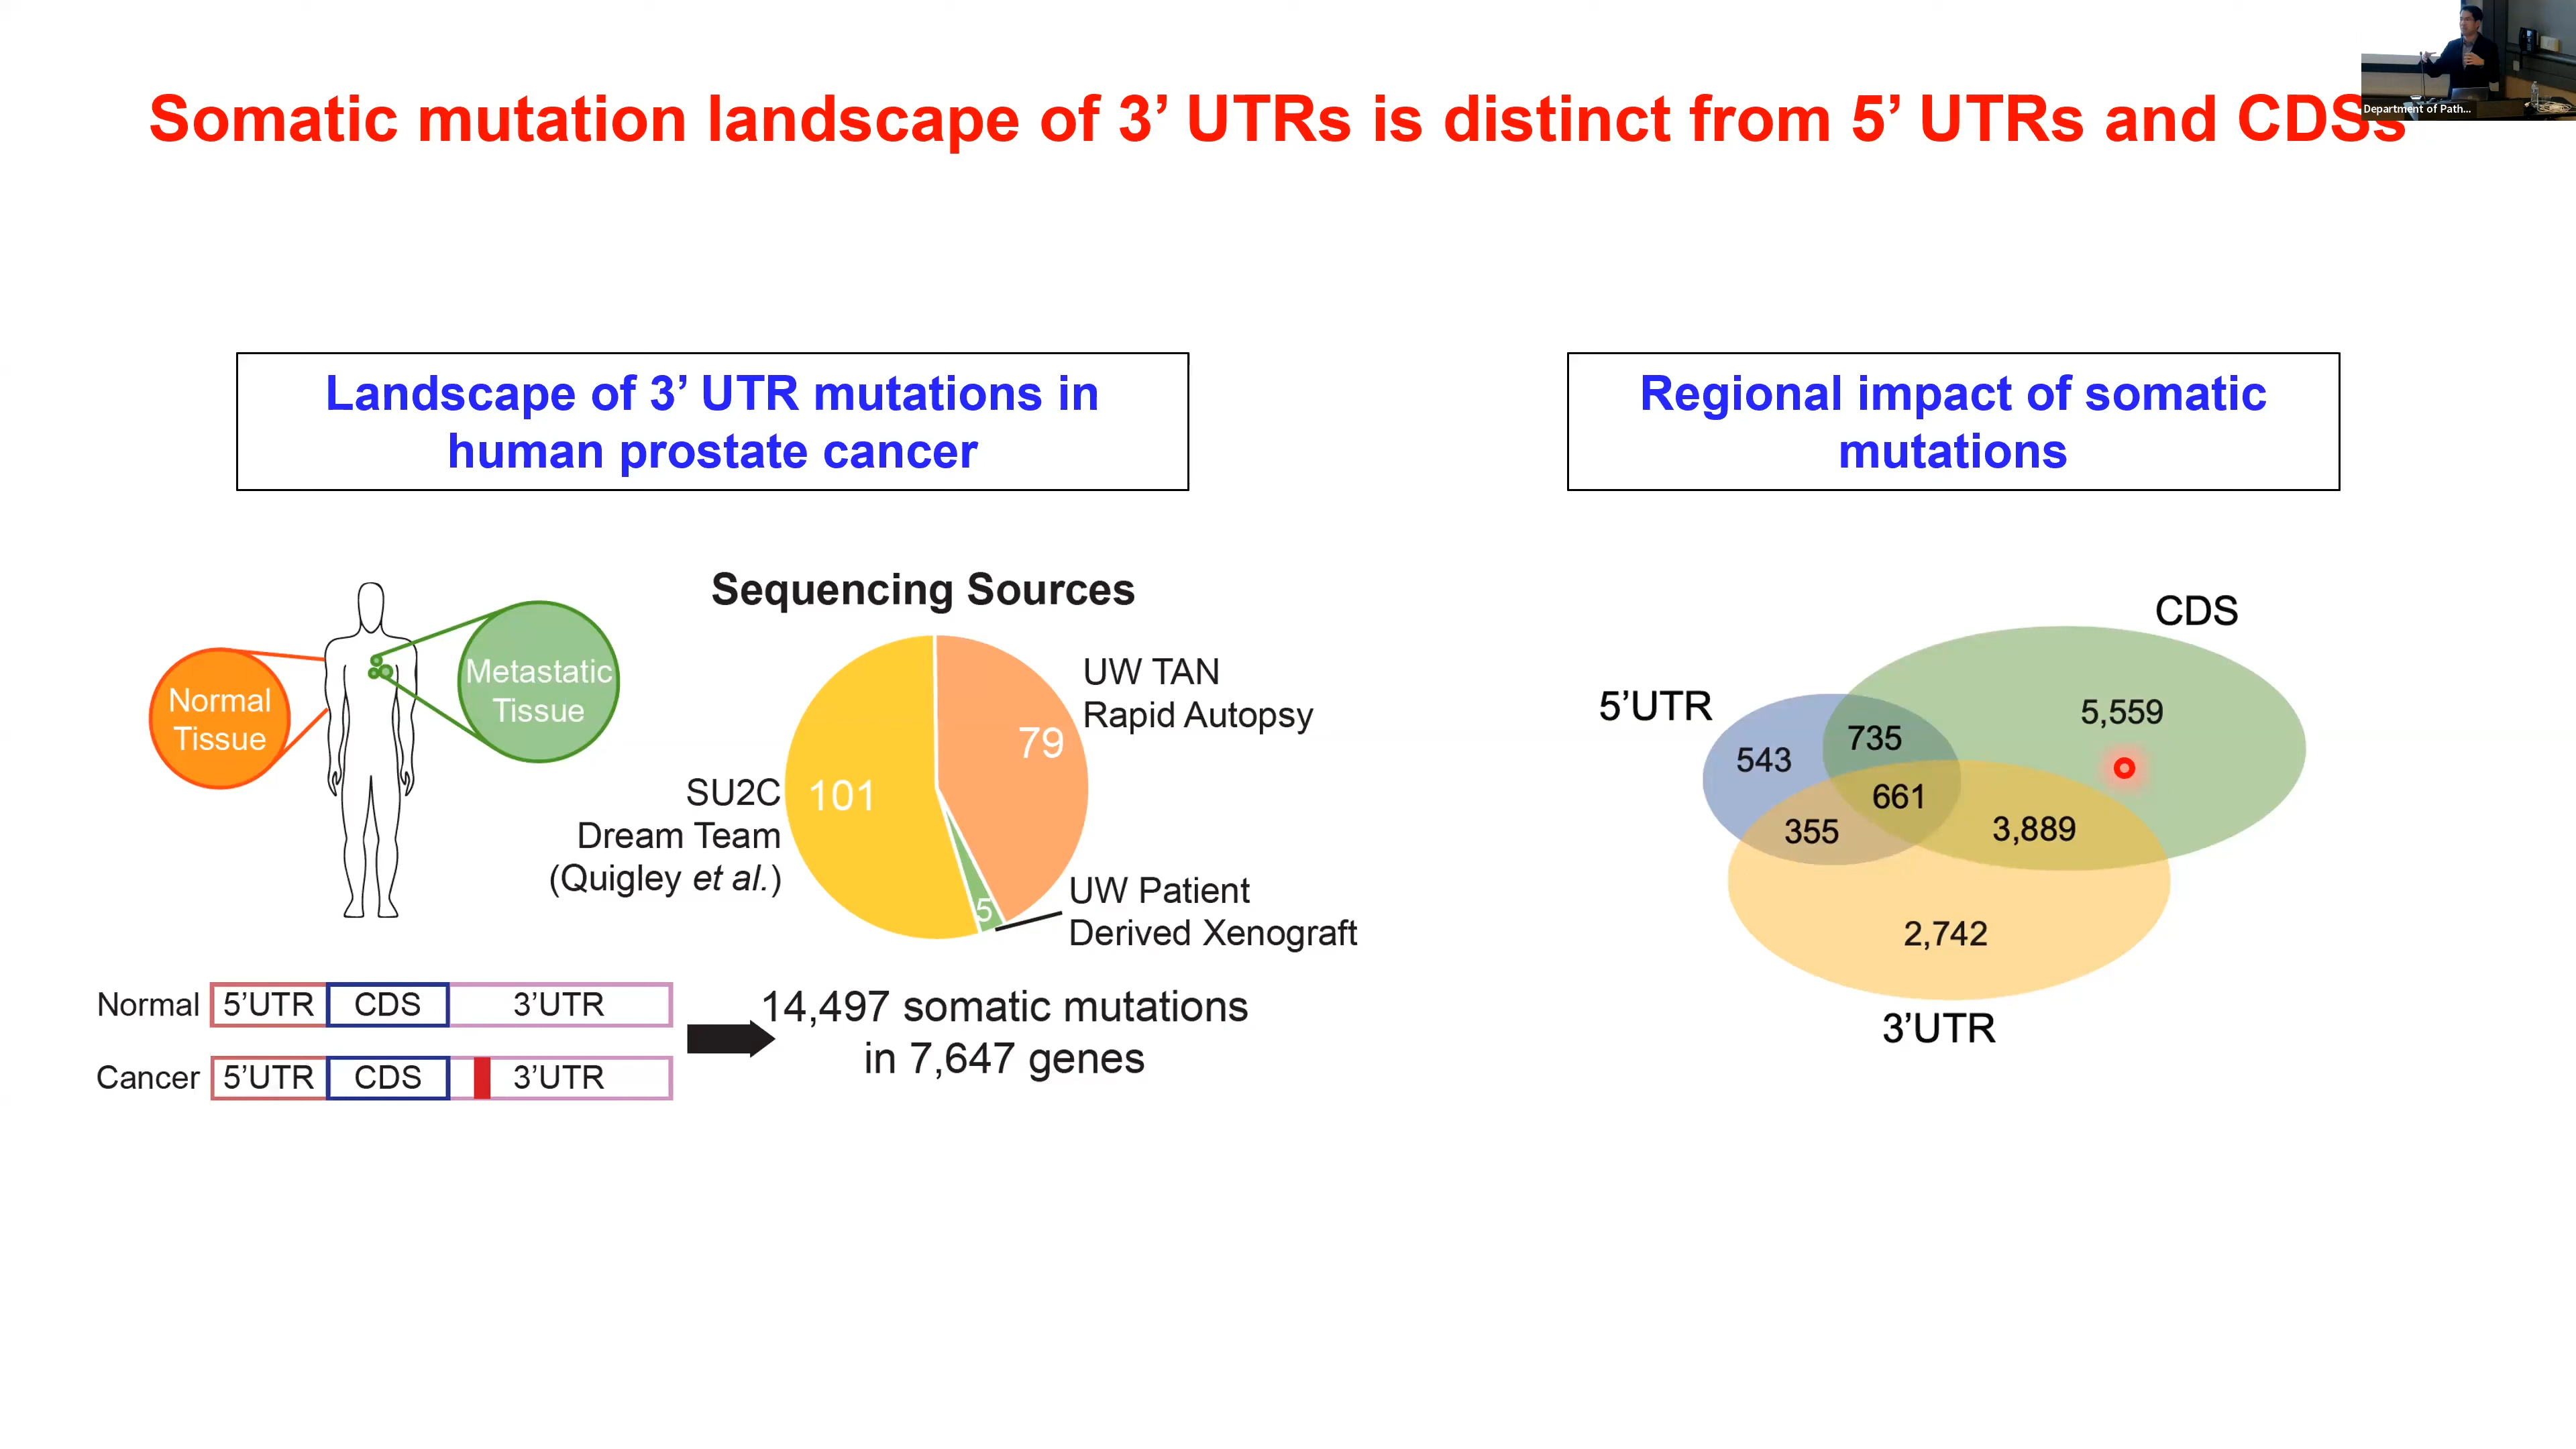 Somatic mutation landscape of 3’ UTRs is distinct from 5’ UTRs and CDSs
Department of Path...
Landscape of 3’ UTR mutations in
human prostate cancer
Normal
Tissue
Metastatic
Tissue
Sequencing Sources
UW TAN
Rapid Autopsy
79
SU2C
Dream Team
(Quigley et al.)
101
5
UW Patient
Derived Xenograft
Normal 5’UTR CDS 3’UTR
Cancer 5’UTR CDS 3’UTR
14,497 somatic mutations
in 7,647 genes
Regional impact of somatic
mutations
CDS
5’UTR
5,559
735
543
661
355
3,889
2,742
3’UTR